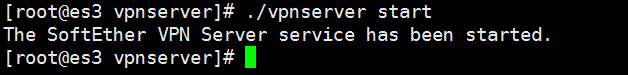 [root@es3 vpnserver]# ./vpnserver start
The SoftEther VPN Server service has been started.
[root@es3 vpnserver]#